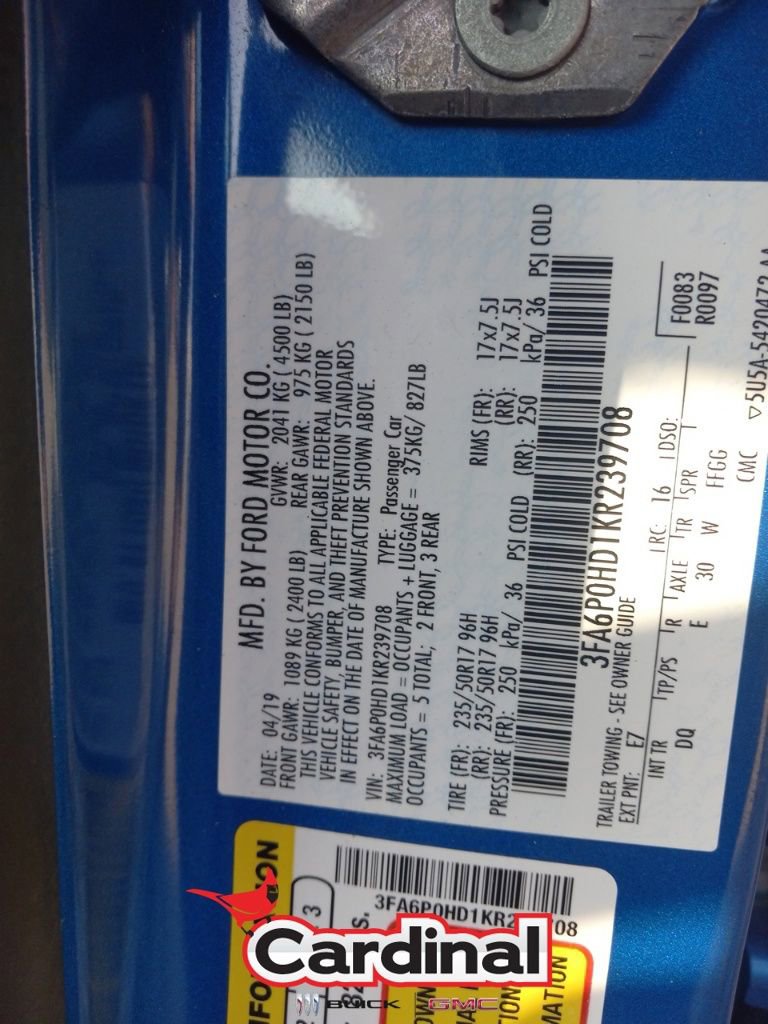 MFD. BY FORD MOTOR CO.
DATE: 04/19 GVWR: 2041 KG ( 4500 LB)
FRONT GAWR: 1089 KG ( 2400 LB) REAR GAWR: 975 KG ( 2150 LB)
THIS VEHICLE CONFORMS TO ALL APPLICABLE FEDERAL MOTOR
VEHICLE SAFETY, BUMPER, AND THEFT PREVENTION STANDARDS
IN EFFECT ON THE DATE OF MANUFACTURE SHOWN ABOVE.
VIN: 3FA6P0HD1KR239708 TYPE: Passenger Car
MAXIMUM LOAD = OCCUPANTS + LUGGAGE = 375KG/ 827LB
OCCUPANTS = 5 TOTAL; 2 FRONT, 3 REAR
TIRE (FR): 235/50R17 96H RIMS (FR): 17x7.5J
(RR): 235/50R17 96H (RR): 17x7.5J
PRESSURE (FR): 250 kPa/ 36 PSI COLD (RR): 250 kPa/ 36 PSI COLD
3FA6P0HD1KR239708
TRAILER TOWING - SEE OWNER GUIDE
EXT PNT: E7 RC: 16 DSO: F0083
R0097
INT TR TP/PS R AXLE TR SPR
DQ E 30 W FFGG
CMC ▽5U5A-5420472-AA
3
3FA6P0HD1KR2 708
Cardinal
BUICK GMC